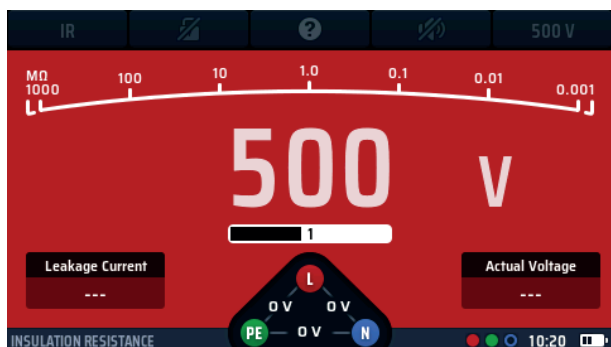 IR ? 500 V
MΩ
1000 100 10 1.0 0.1 0.01 0.001
500 V
1
Leakage Current
---
Actual Voltage
---
L
0 V 0 V
PE 0 V N
INSULATION RESISTANCE 10:20